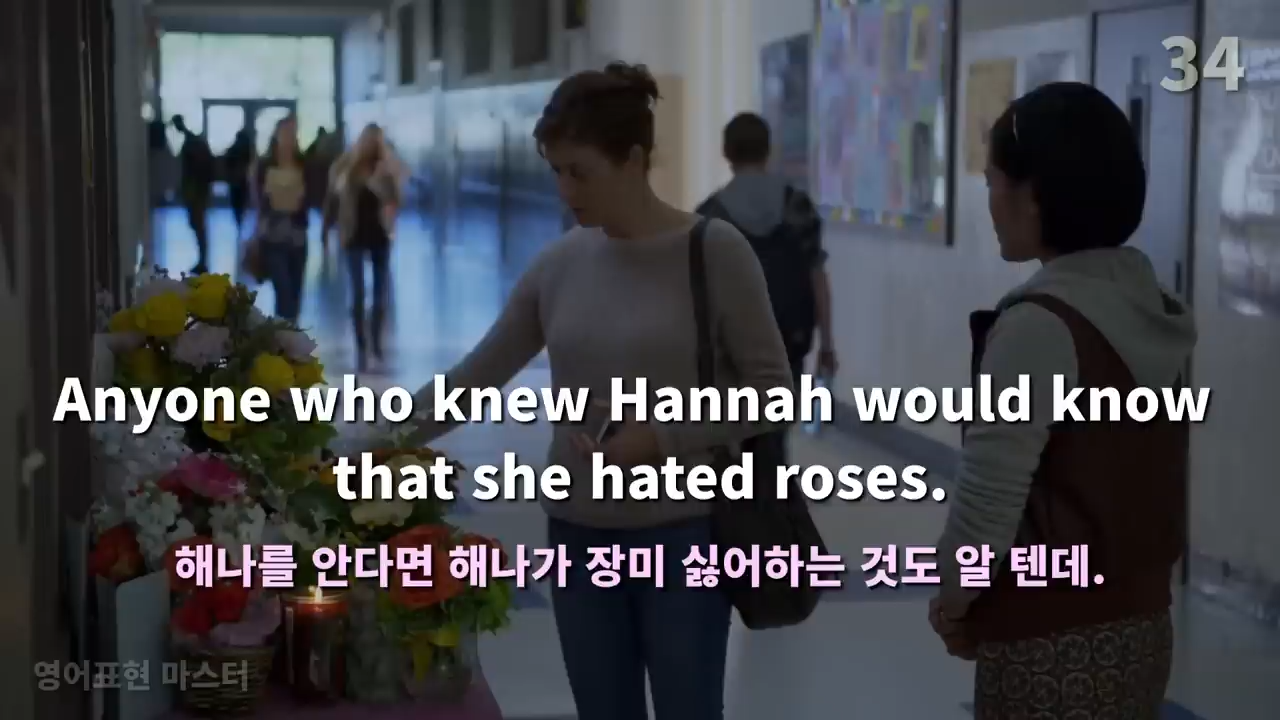 34
Anyone who knew Hannah would know
that she hated roses.
해나를 안다면 해나가 장미 싫어하는 것도 알 텐데.
영어표현 마스터